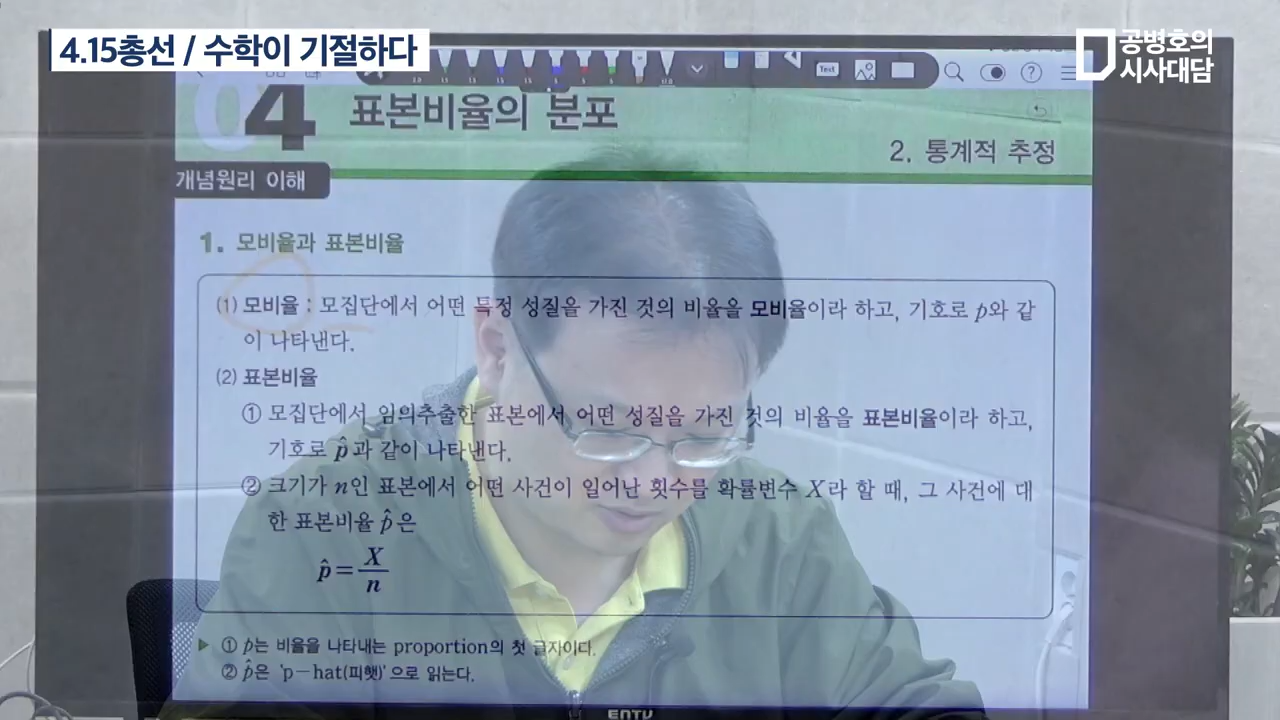 4.15총선 / 수학이 기절하다
공병호의
시사대담
Text
04 표본비율의 분포
2. 통계적 추정
개념원리 이해
1. 모비율과 표본비율
(1) 모비율 : 모집단에서 어떤 특정 성질을 가진 것의 비율을 모비율이라 하고, 기호로 p와 같
이 나타낸다.
(2) 표본비율
① 모집단에서 임의추출한 표본에서 어떤 성질을 가진 것의 비율을 표본비율이라 하고,
기호로 p̂과 같이 나타낸다.
② 크기가 n인 표본에서 어떤 사건이 일어난 횟수를 확률변수 X라 할 때, 그 사건에 대
한 표본비율 p̂은
p̂ = X/n
① p는 비율을 나타내는 proportion의 첫 글자이다.
② p̂은 'p-hat(피햇)'으로 읽는다.